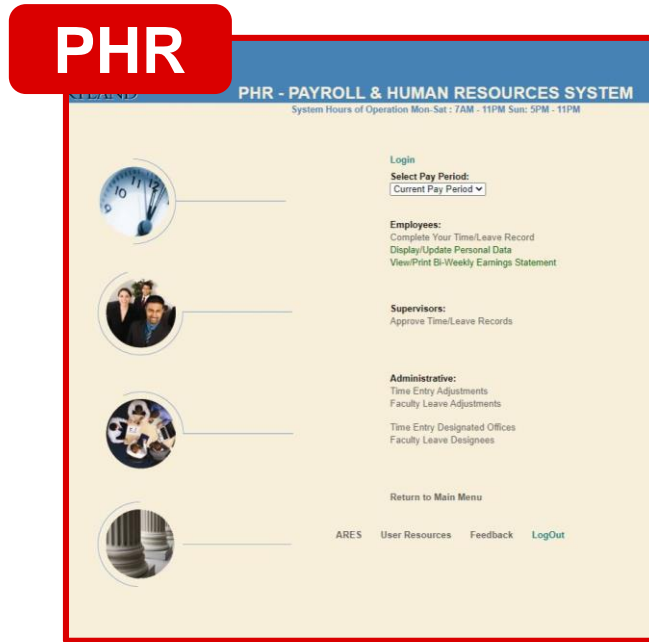 PHR
PHR - PAYROLL & HUMAN RESOURCES SYSTEM
System Hours of Operation Mon-Sat : 7AM - 11PM Sun: 5PM - 11PM
Login
Select Pay Period:
Current Pay Period
Employees:
Complete Your Time/Leave Record
Display/Update Personal Data
View/Print Bi-Weekly Earnings Statement
Supervisors:
Approve Time/Leave Records
Administrative:
Time Entry Adjustments
Faculty Leave Adjustments
Time Entry Designated Offices
Faculty Leave Designees
Return to Main Menu
ARES User Resources Feedback LogOut
10 11 12